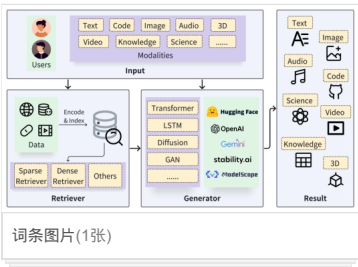 Text
Code
Image
Audio
3D
Video
Knowledge
Science
......
Users
Modalities
Input
Encode
& Index
Data
Sparse
Retriever
Dense
Retriever
Others
Retriever
Transformer
LSTM
Diffusion
GAN
......
Hugging Face
OpenAI
Gemini
stability.ai
ModelScope
Generator
Text
Image
Audio
Code
Science
Video
Knowledge
3D
Result
词条图片(1张)